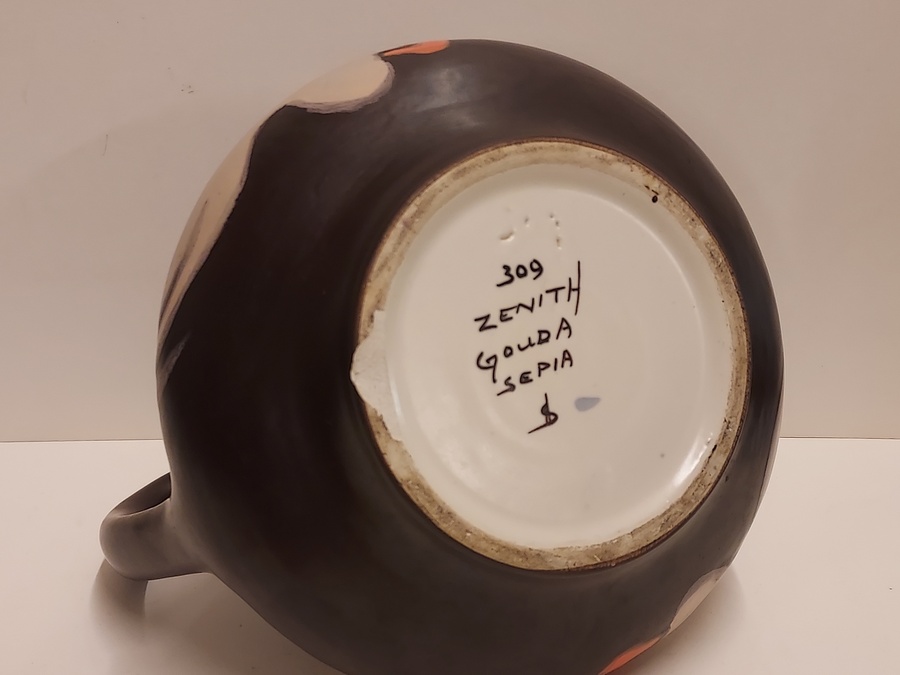 309
ZENITH
GOUDA
SEPIA